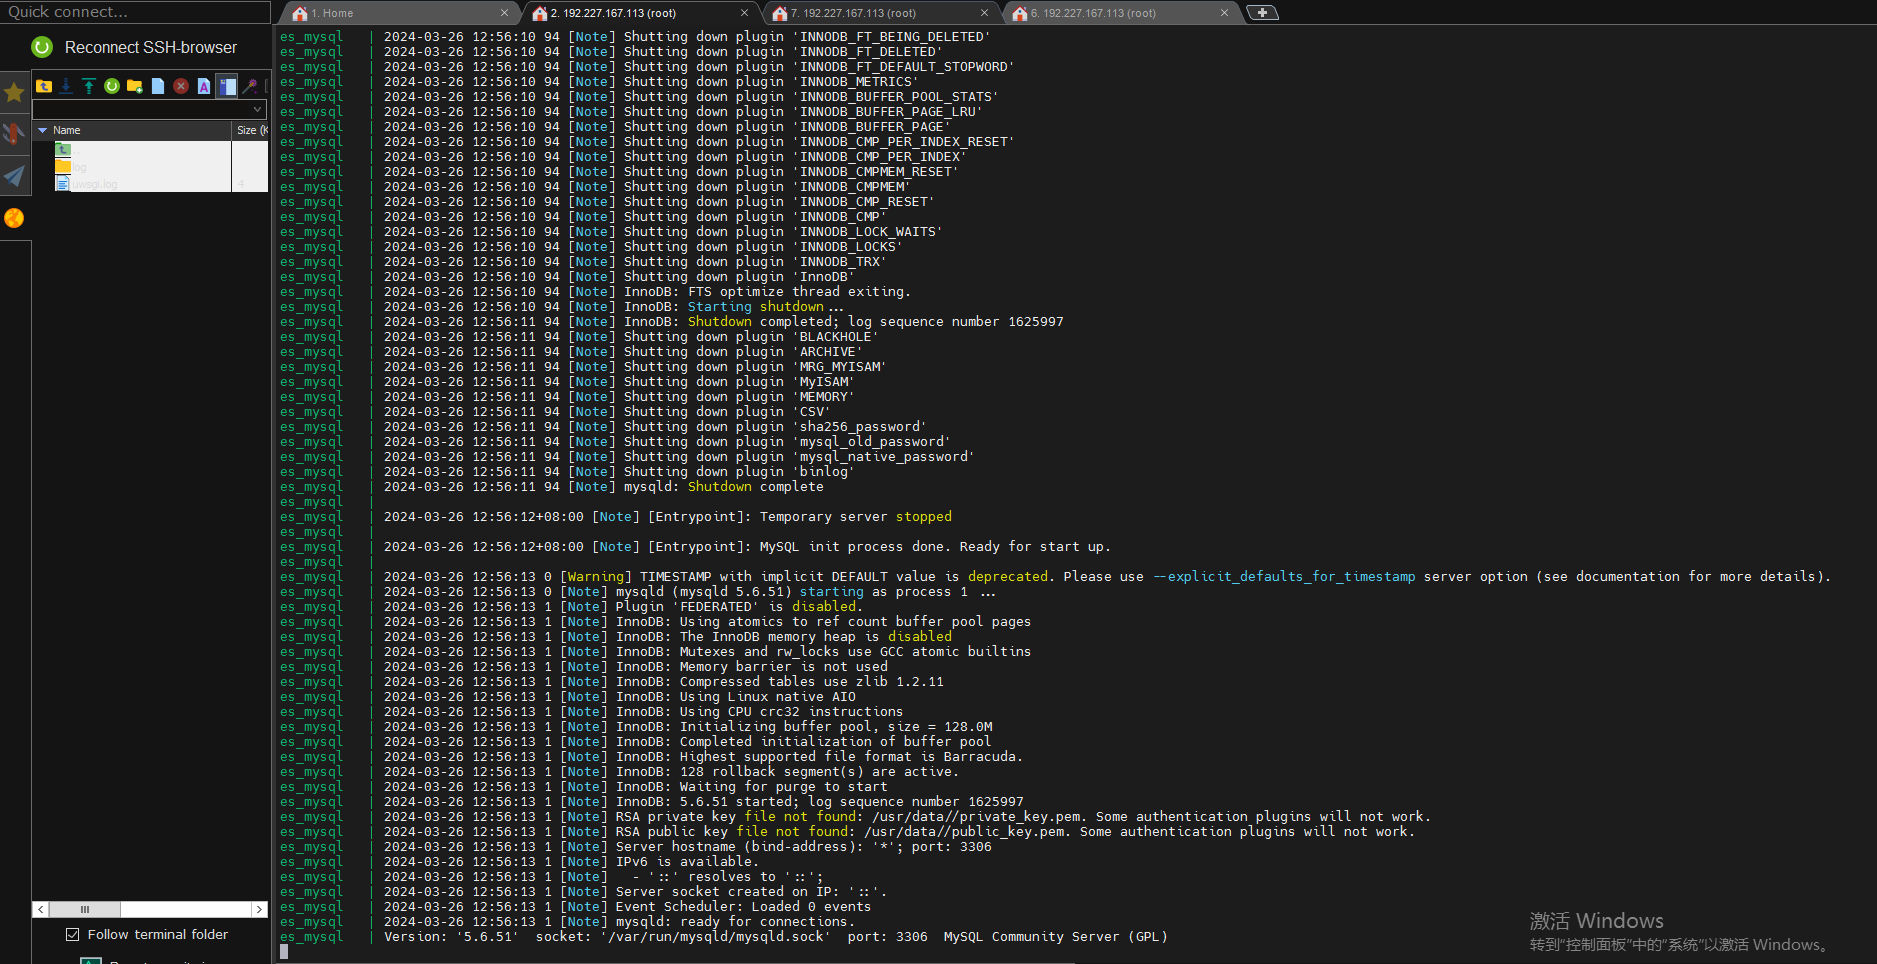 Quick connect...
1. Home
2. 192.227.167.113 (root)
7. 192.227.167.113 (root)
6. 192.227.167.113 (root)
Reconnect SSH-browser
Name
Size (K
..
log
uwsgi.log
4
es_mysql | 2024-03-26 12:56:10 94 [Note] Shutting down plugin 'INNODB_FT_BEING_DELETED'
es_mysql | 2024-03-26 12:56:10 94 [Note] Shutting down plugin 'INNODB_FT_DELETED'
es_mysql | 2024-03-26 12:56:10 94 [Note] Shutting down plugin 'INNODB_FT_DEFAULT_STOPWORD'
es_mysql | 2024-03-26 12:56:10 94 [Note] Shutting down plugin 'INNODB_METRICS'
es_mysql | 2024-03-26 12:56:10 94 [Note] Shutting down plugin 'INNODB_BUFFER_POOL_STATS'
es_mysql | 2024-03-26 12:56:10 94 [Note] Shutting down plugin 'INNODB_BUFFER_PAGE_LRU'
es_mysql | 2024-03-26 12:56:10 94 [Note] Shutting down plugin 'INNODB_BUFFER_PAGE'
es_mysql | 2024-03-26 12:56:10 94 [Note] Shutting down plugin 'INNODB_CMP_PER_INDEX_RESET'
es_mysql | 2024-03-26 12:56:10 94 [Note] Shutting down plugin 'INNODB_CMP_PER_INDEX'
es_mysql | 2024-03-26 12:56:10 94 [Note] Shutting down plugin 'INNODB_CMPMEM_RESET'
es_mysql | 2024-03-26 12:56:10 94 [Note] Shutting down plugin 'INNODB_CMPMEM'
es_mysql | 2024-03-26 12:56:10 94 [Note] Shutting down plugin 'INNODB_CMP_RESET'
es_mysql | 2024-03-26 12:56:10 94 [Note] Shutting down plugin 'INNODB_CMP'
es_mysql | 2024-03-26 12:56:10 94 [Note] Shutting down plugin 'INNODB_LOCK_WAITS'
es_mysql | 2024-03-26 12:56:10 94 [Note] Shutting down plugin 'INNODB_LOCKS'
es_mysql | 2024-03-26 12:56:10 94 [Note] Shutting down plugin 'INNODB_TRX'
es_mysql | 2024-03-26 12:56:10 94 [Note] Shutting down plugin 'InnoDB'
es_mysql | 2024-03-26 12:56:10 94 [Note] InnoDB: FTS optimize thread exiting.
es_mysql | 2024-03-26 12:56:10 94 [Note] InnoDB: Starting shutdown...
es_mysql | 2024-03-26 12:56:11 94 [Note] InnoDB: Shutdown completed; log sequence number 1625997
es_mysql | 2024-03-26 12:56:11 94 [Note] Shutting down plugin 'BLACKHOLE'
es_mysql | 2024-03-26 12:56:11 94 [Note] Shutting down plugin 'ARCHIVE'
es_mysql | 2024-03-26 12:56:11 94 [Note] Shutting down plugin 'MRG_MYISAM'
es_mysql | 2024-03-26 12:56:11 94 [Note] Shutting down plugin 'MyISAM'
es_mysql | 2024-03-26 12:56:11 94 [Note] Shutting down plugin 'MEMORY'
es_mysql | 2024-03-26 12:56:11 94 [Note] Shutting down plugin 'CSV'
es_mysql | 2024-03-26 12:56:11 94 [Note] Shutting down plugin 'sha256_password'
es_mysql | 2024-03-26 12:56:11 94 [Note] Shutting down plugin 'mysql_old_password'
es_mysql | 2024-03-26 12:56:11 94 [Note] Shutting down plugin 'mysql_native_password'
es_mysql | 2024-03-26 12:56:11 94 [Note] Shutting down plugin 'binlog'
es_mysql | 2024-03-26 12:56:11 94 [Note] mysqld: Shutdown complete
es_mysql |
es_mysql | 2024-03-26 12:56:12+08:00 [Note] [Entrypoint]: Temporary server stopped
es_mysql |
es_mysql | 2024-03-26 12:56:12+08:00 [Note] [Entrypoint]: MySQL init process done. Ready for start up.
es_mysql |
es_mysql | 2024-03-26 12:56:13 0 [Warning] TIMESTAMP with implicit DEFAULT value is deprecated. Please use --explicit_defaults_for_timestamp server option (see documentation for more details).
es_mysql | 2024-03-26 12:56:13 0 [Note] mysqld (mysqld 5.6.51) starting as process 1 ...
es_mysql | 2024-03-26 12:56:13 1 [Note] Plugin 'FEDERATED' is disabled.
es_mysql | 2024-03-26 12:56:13 1 [Note] InnoDB: Using atomics to ref count buffer pool pages
es_mysql | 2024-03-26 12:56:13 1 [Note] InnoDB: The InnoDB memory heap is disabled
es_mysql | 2024-03-26 12:56:13 1 [Note] InnoDB: Mutexes and rw_locks use GCC atomic builtins
es_mysql | 2024-03-26 12:56:13 1 [Note] InnoDB: Memory barrier is not used
es_mysql | 2024-03-26 12:56:13 1 [Note] InnoDB: Compressed tables use zlib 1.2.11
es_mysql | 2024-03-26 12:56:13 1 [Note] InnoDB: Using Linux native AIO
es_mysql | 2024-03-26 12:56:13 1 [Note] InnoDB: Using CPU crc32 instructions
es_mysql | 2024-03-26 12:56:13 1 [Note] InnoDB: Initializing buffer pool, size = 128.0M
es_mysql | 2024-03-26 12:56:13 1 [Note] InnoDB: Completed initialization of buffer pool
es_mysql | 2024-03-26 12:56:13 1 [Note] InnoDB: Highest supported file format is Barracuda.
es_mysql | 2024-03-26 12:56:13 1 [Note] InnoDB: 128 rollback segment(s) are active.
es_mysql | 2024-03-26 12:56:13 1 [Note] InnoDB: Waiting for purge to start
es_mysql | 2024-03-26 12:56:13 1 [Note] InnoDB: 5.6.51 started; log sequence number 1625997
es_mysql | 2024-03-26 12:56:13 1 [Note] RSA private key file not found: /usr/data//private_key.pem. Some authentication plugins will not work.
es_mysql | 2024-03-26 12:56:13 1 [Note] RSA public key file not found: /usr/data//public_key.pem. Some authentication plugins will not work.
es_mysql | 2024-03-26 12:56:13 1 [Note] Server hostname (bind-address): '*'; port: 3306
es_mysql | 2024-03-26 12:56:13 1 [Note] IPv6 is available.
es_mysql | 2024-03-26 12:56:13 1 [Note]   - '::' resolves to '::';
es_mysql | 2024-03-26 12:56:13 1 [Note] Server socket created on IP: '::'.
es_mysql | 2024-03-26 12:56:13 1 [Note] Event Scheduler: Loaded 0 events
es_mysql | 2024-03-26 12:56:13 1 [Note] mysqld: ready for connections.
es_mysql | Version: '5.6.51'  socket: '/var/run/mysqld/mysqld.sock'  port: 3306  MySQL Community Server (GPL)
Follow terminal folder
激活 Windows
转到"控制面板"中的"系统"以激活 Windows。